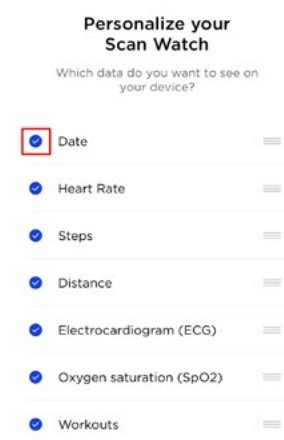 Personalize your
Scan Watch
Which data do you want to see on
your device?
Date
Heart Rate
Steps
Distance
Electrocardiogram (ECG)
Oxygen saturation (SpO2)
Workouts